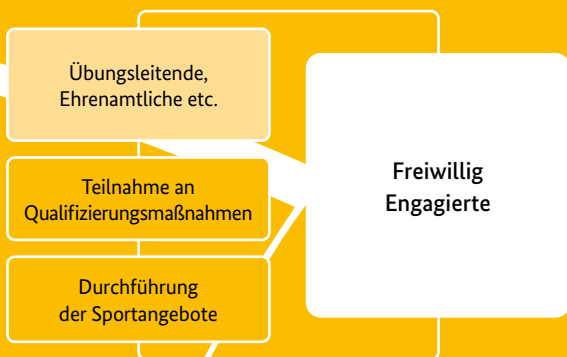 Übungsleitende,
Ehrenamtliche etc.
Teilnahme an
Qualifizierungsmaßnahmen
Durchführung
der Sportangebote
Freiwillig
Engagierte